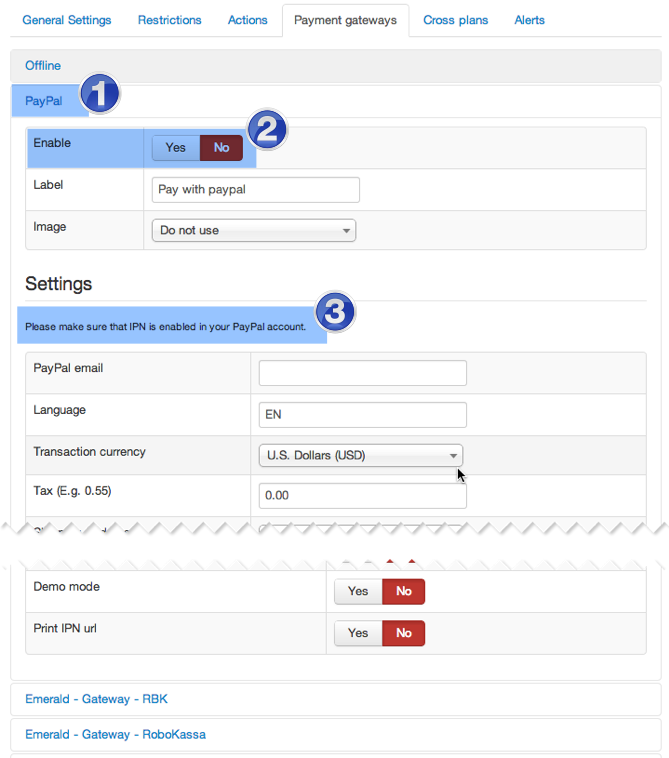 General Settings Restrictions Actions Payment gateways Cross plans Alerts
Offline
PayPal 1
Enable Yes No 2
Label Pay with paypal
Image Do not use
Settings
Please make sure that IPN is enabled in your PayPal account. 3
PayPal email
Language EN
Transaction currency U.S. Dollars (USD)
Tax (E.g. 0.55) 0.00
Demo mode Yes No
Print IPN url Yes No
Emerald - Gateway - RBK
Emerald - Gateway - RoboKassa